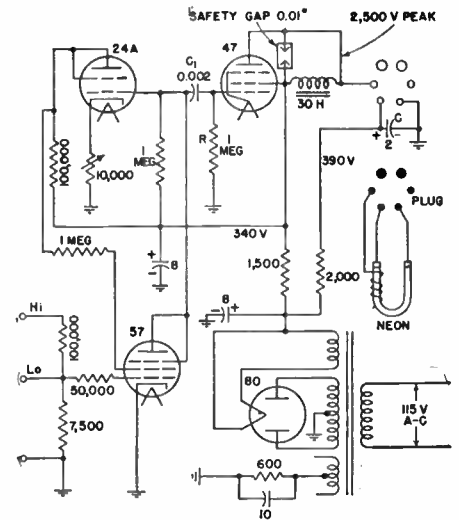 SAFETY GAP 0.01"
2,500 V PEAK
24A
C1
0.002
47
30 H
100,000
10,000
1
MEG
R
1
MEG
390V
+
C
2
-
PLUG
340V
1 MEG
+
-
8
1,500
2,000
NEON
Hi
57
- 8 +
100,000
Lo
50,000
80
115 V
A-C
7,500
600
10